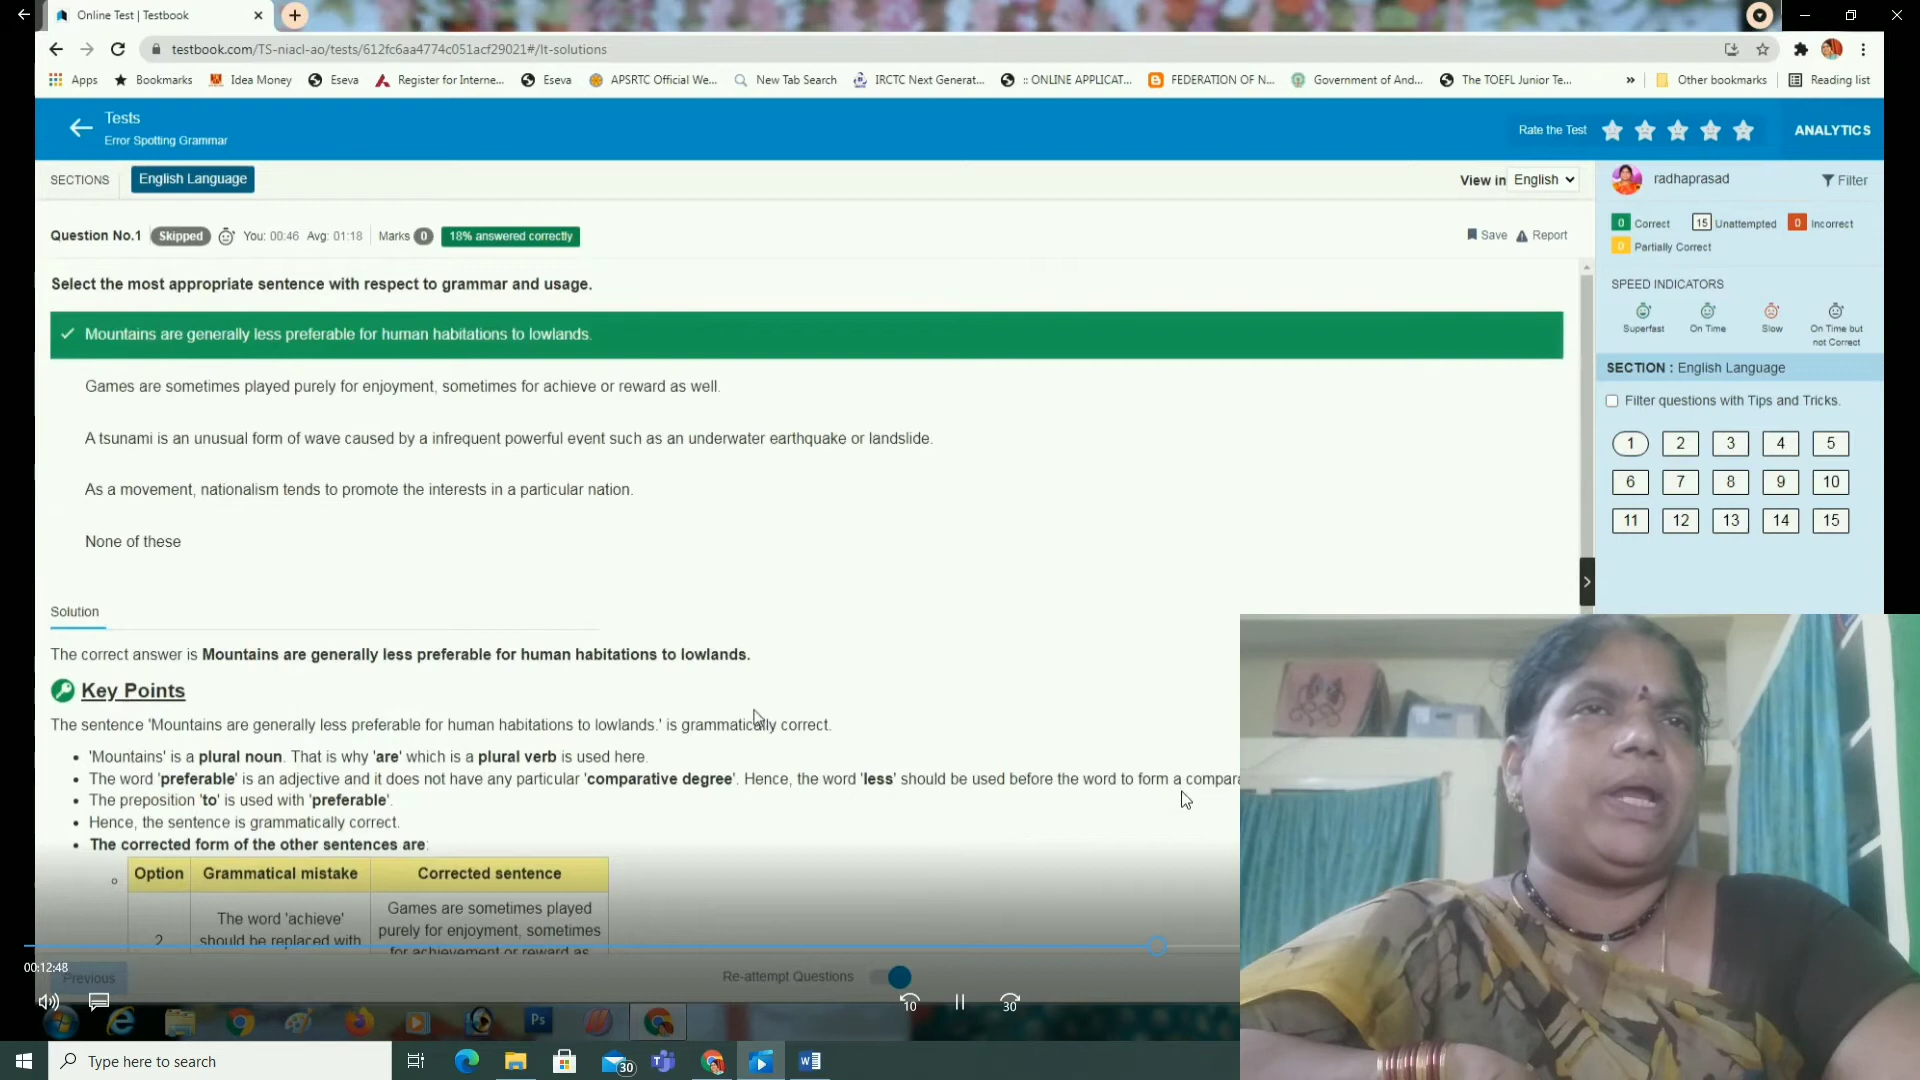 Online Test | Testbook
testbook.com/TS-niacl-ao/tests/612fc6aa4774c051acf29021#/lt-solutions
Apps Bookmarks Idea Money Eseva Register for Interne... Eseva APSRTC Official We... New Tab Search IRCTC Next Generat... :: ONLINE APPLICAT... FEDERATION OF N... Government of And... The TOEFL Junior Te... » Other bookmarks Reading list
Tests
Error Spotting Grammar
Rate the Test
ANALYTICS
SECTIONS English Language
View in English
radhaprasad
Filter
0 Correct 15 Unattempted 0 Incorrect
0 Partially Correct
Question No.1 Skipped You: 00:46 Avg: 01:18 Marks 0 18% answered correctly
Save Report
SPEED INDICATORS
Superfast On Time Slow On Time but not Correct
SECTION : English Language
Filter questions with Tips and Tricks.
1 2 3 4 5
6 7 8 9 10
11 12 13 14 15
Select the most appropriate sentence with respect to grammar and usage.
Mountains are generally less preferable for human habitations to lowlands.
Games are sometimes played purely for enjoyment, sometimes for achieve or reward as well.
A tsunami is an unusual form of wave caused by a infrequent powerful event such as an underwater earthquake or landslide.
As a movement, nationalism tends to promote the interests in a particular nation.
None of these
Solution
The correct answer is Mountains are generally less preferable for human habitations to lowlands.
Key Points
The sentence 'Mountains are generally less preferable for human habitations to lowlands.' is grammatically correct.
'Mountains' is a plural noun. That is why 'are' which is a plural verb is used here.
The word 'preferable' is an adjective and it does not have any particular 'comparative degree'. Hence, the word 'less' should be used before the word to form a compara
The preposition 'to' is used with 'preferable'.
Hence, the sentence is grammatically correct.
The corrected form of the other sentences are:
Option Grammatical mistake Corrected sentence
2
The word 'achieve'
should be replaced with
Games are sometimes played
purely for enjoyment, sometimes
for achievement or reward as
00:12:48
Previous
Re-attempt Questions
10 30
Ps
Type here to search
30